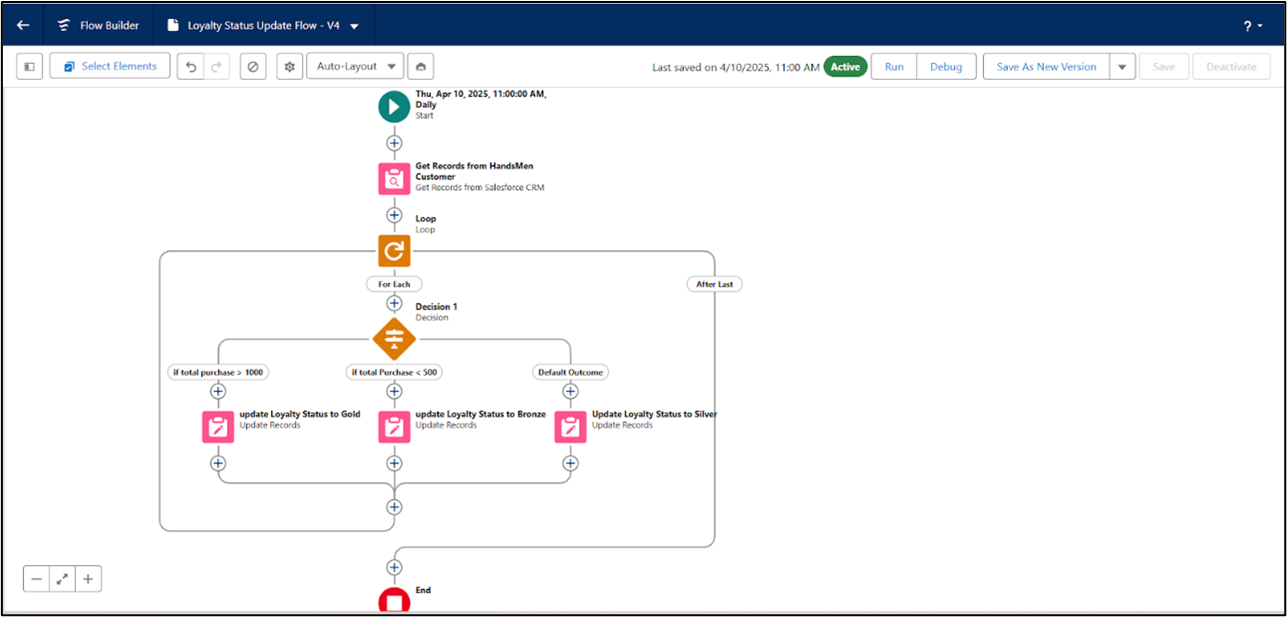 Flow Builder
Loyalty Status Update Flow - V4
?
Select Elements
Auto-Layout
Last saved on 4/10/2025, 11:00 AM
Active
Run
Debug
Save As New Version
Save
Deactivate
Thu, Apr 10, 2025, 11:00:00 AM,
Daily
Start
Get Records from HandsMen
Customer
Get Records from Salesforce CRM
Loop
Loop
For Each
After Last
Decision 1
Decision
if total purchase > 1000
if total Purchase < 500
Default Outcome
update Loyalty Status to Gold
Update Records
update Loyalty Status to Bronze
Update Records
Update Loyalty Status to Silver
Update Records
End